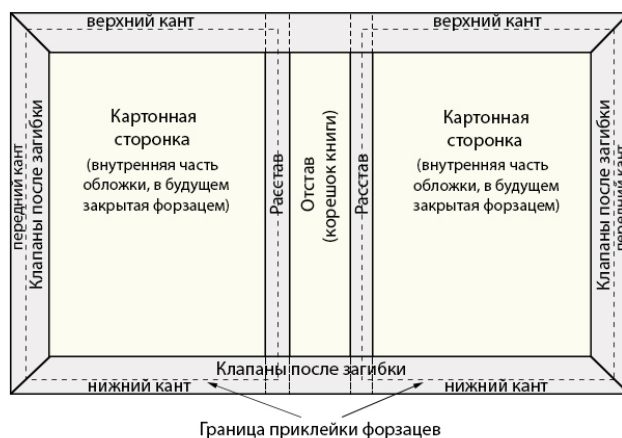 верхний кант
верхний кант
передний кант
Клапаны после загибки
Картонная
сторонка
(внутренняя часть
обложки, в будущем
закрытая форзацем)
Расстав
Отстав
(корешок книги)
Расстав
Картонная
сторонка
(внутренняя часть
обложки, в будущем
закрытая форзацем)
Клапаны после загибки
передний кант
Клапаны после загибки
нижний кант
нижний кант
Граница приклейки форзацев